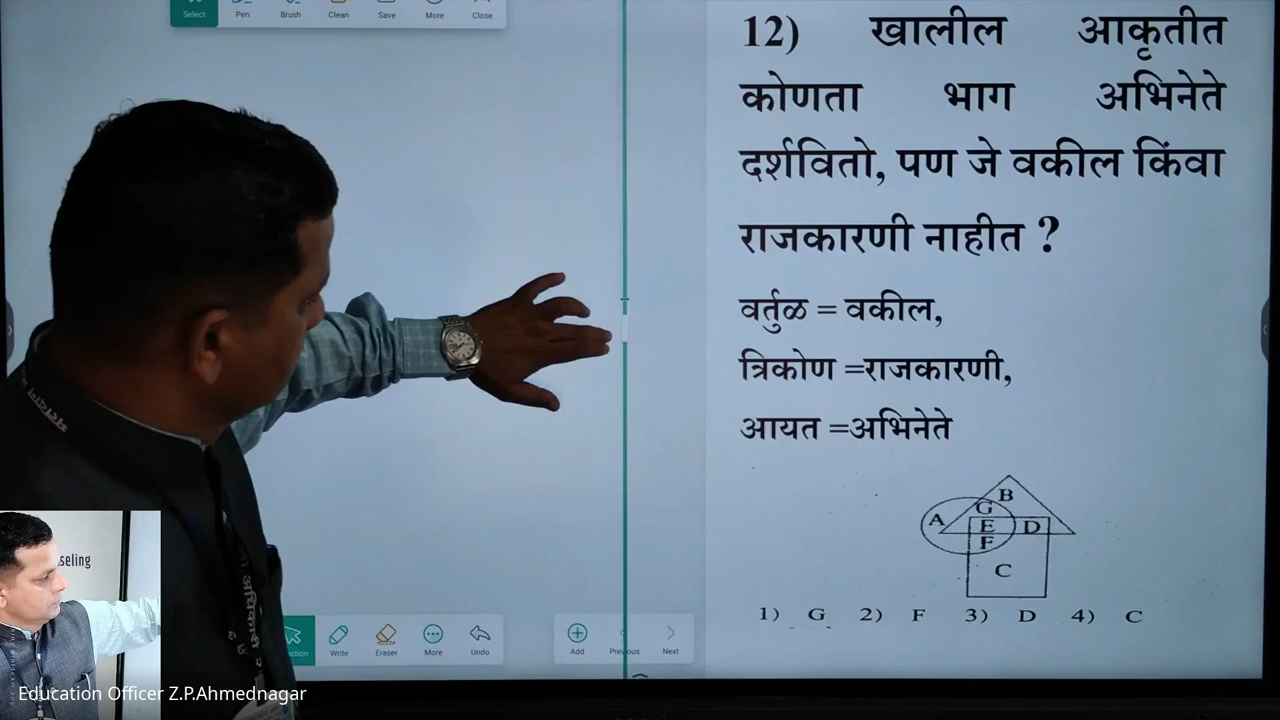 Select Pen Brush Clean Save More Close
12) खालील आकृतीत
कोणता भाग अभिनेते
दर्शवितो, पण जे वकील किंवा
राजकारणी नाहीत ?
वर्तुळ = वकील,
त्रिकोण =राजकारणी,
आयत =अभिनेते
B
G
A E D
F
C
1) G 2) F 3) D 4) C
Write Eraser More Undo Add Next
seling
Education Officer Z.P.Ahmednagar